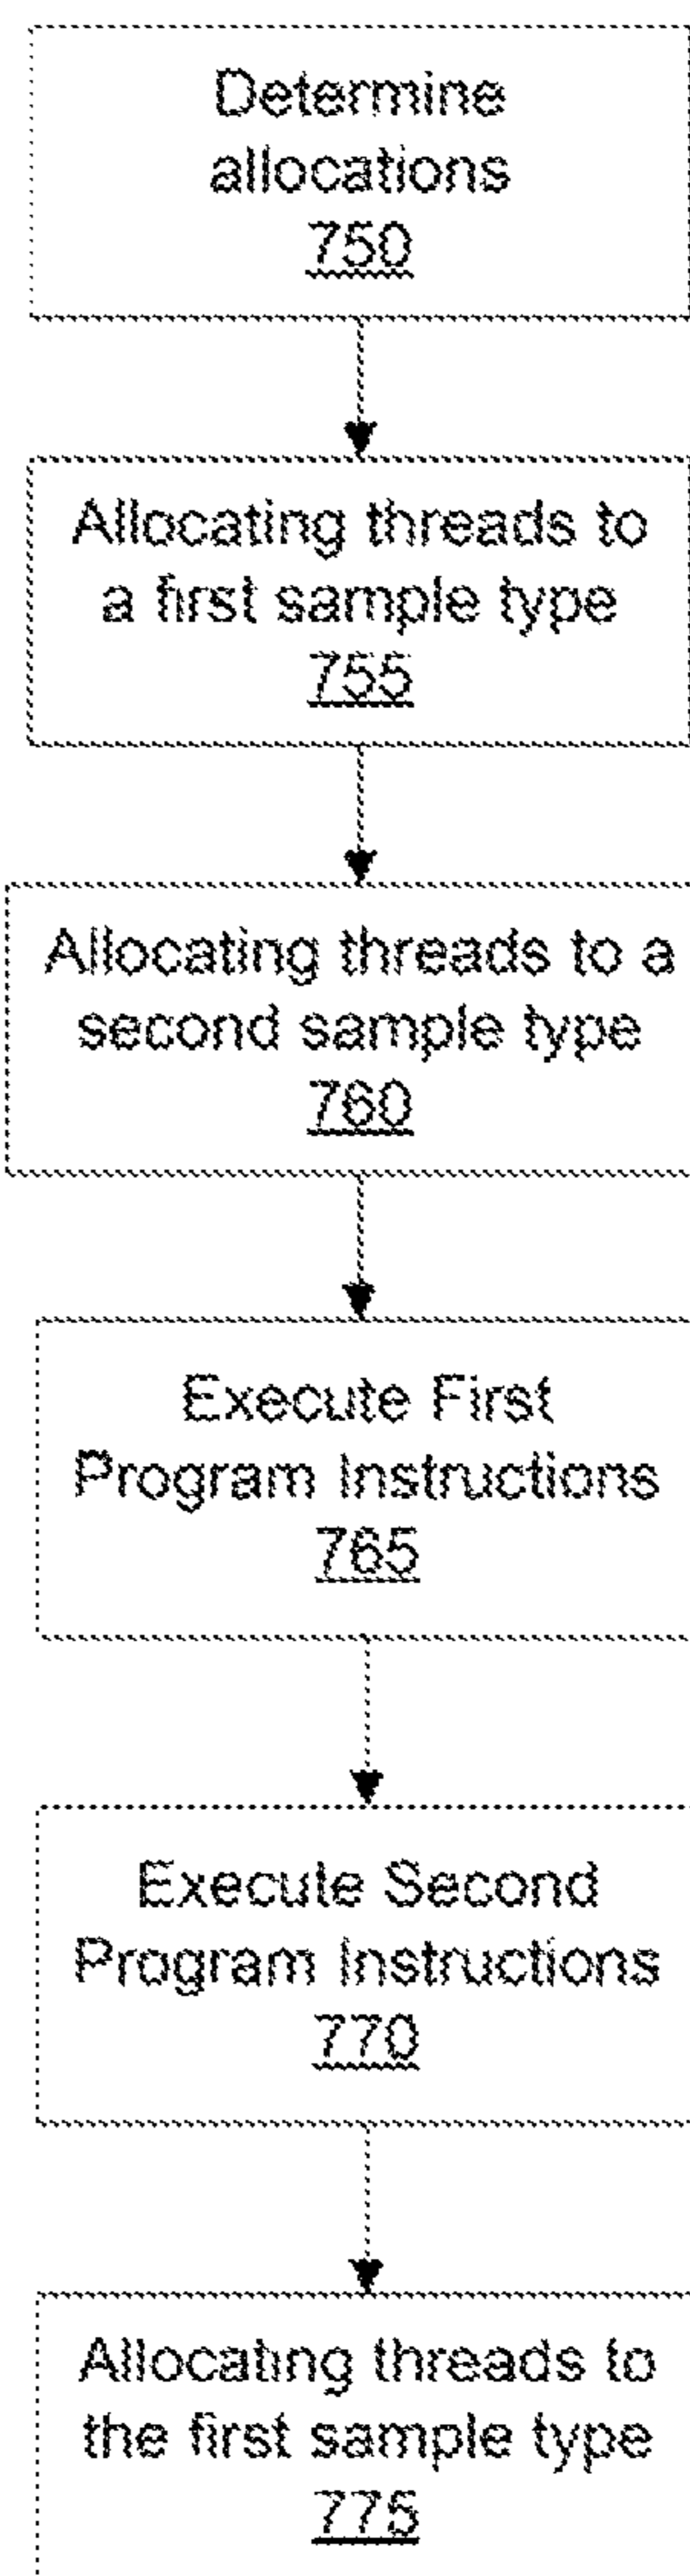 Determine
allocations
750
Allocating threads to
a first sample type
755
Allocating threads to a
second sample type
760
Execute First
Program Instructions
765
Execute Second
Program Instructions
770
Allocating threads to
the first sample type
775